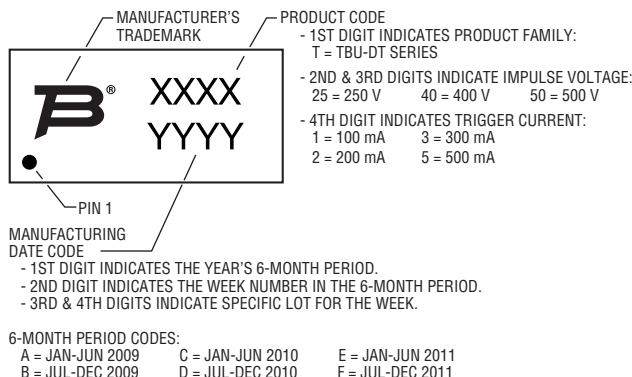 MANUFACTURER'S
TRADEMARK
PRODUCT CODE
- 1ST DIGIT INDICATES PRODUCT FAMILY:
T = TBU-DT SERIES
- 2ND & 3RD DIGITS INDICATE IMPULSE VOLTAGE:
25 = 250 V 40 = 400 V 50 = 500 V
- 4TH DIGIT INDICATES TRIGGER CURRENT:
1 = 100 mA 3 = 300 mA
2 = 200 mA 5 = 500 mA
B®
XXXX
YYYY
PIN 1
MANUFACTURING
DATE CODE
- 1ST DIGIT INDICATES THE YEAR'S 6-MONTH PERIOD.
- 2ND DIGIT INDICATES THE WEEK NUMBER IN THE 6-MONTH PERIOD.
- 3RD & 4TH DIGITS INDICATE SPECIFIC LOT FOR THE WEEK.
6-MONTH PERIOD CODES:
A = JAN-JUN 2009 C = JAN-JUN 2010 E = JAN-JUN 2011
B = JUL-DEC 2009 D = JUL-DEC 2010 F = JUL-DEC 2011